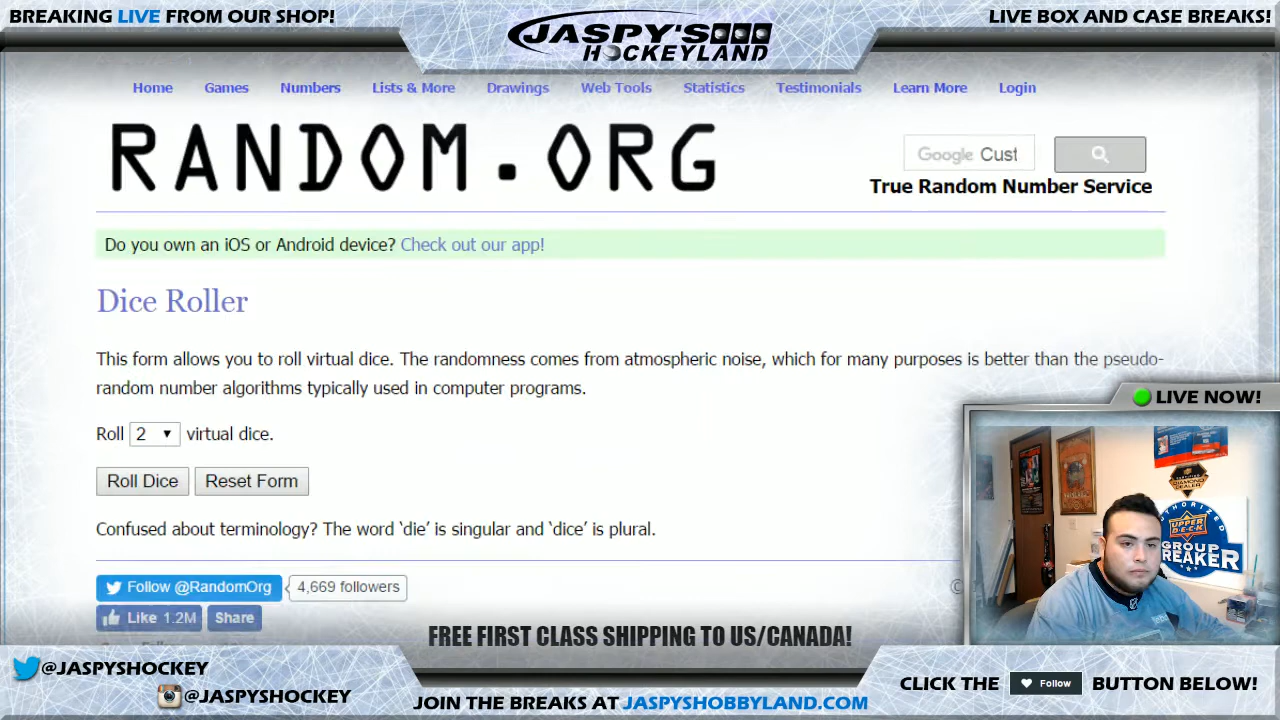 BREAKING LIVE FROM OUR SHOP!
JASPY'S
HOCKEYLAND
LIVE BOX AND CASE BREAKS!
Home Games Numbers Lists & More Drawings Web Tools Statistics Testimonials Learn More Login
RANDOM.ORG
Google Cust
True Random Number Service
Do you own an iOS or Android device? Check out our app!
Dice Roller
This form allows you to roll virtual dice. The randomness comes from atmospheric noise, which for many purposes is better than the pseudo-
random number algorithms typically used in computer programs.
Roll 2 virtual dice.
Roll Dice Reset Form
Confused about terminology? The word ‘die’ is singular and ‘dice’ is plural.
Follow @RandomOrg 4,669 followers
Like 1.2M Share
©
LIVE NOW!
DIAMOND
DEALER
AUTHORIZED
UPPER DECK
GROUP
BREAKER
FREE FIRST CLASS SHIPPING TO US/CANADA!
@JASPYSHOCKEY
@JASPYSHOCKEY
JOIN THE BREAKS AT JASPYSHOBBYLAND.COM
CLICK THE Follow BUTTON BELOW!